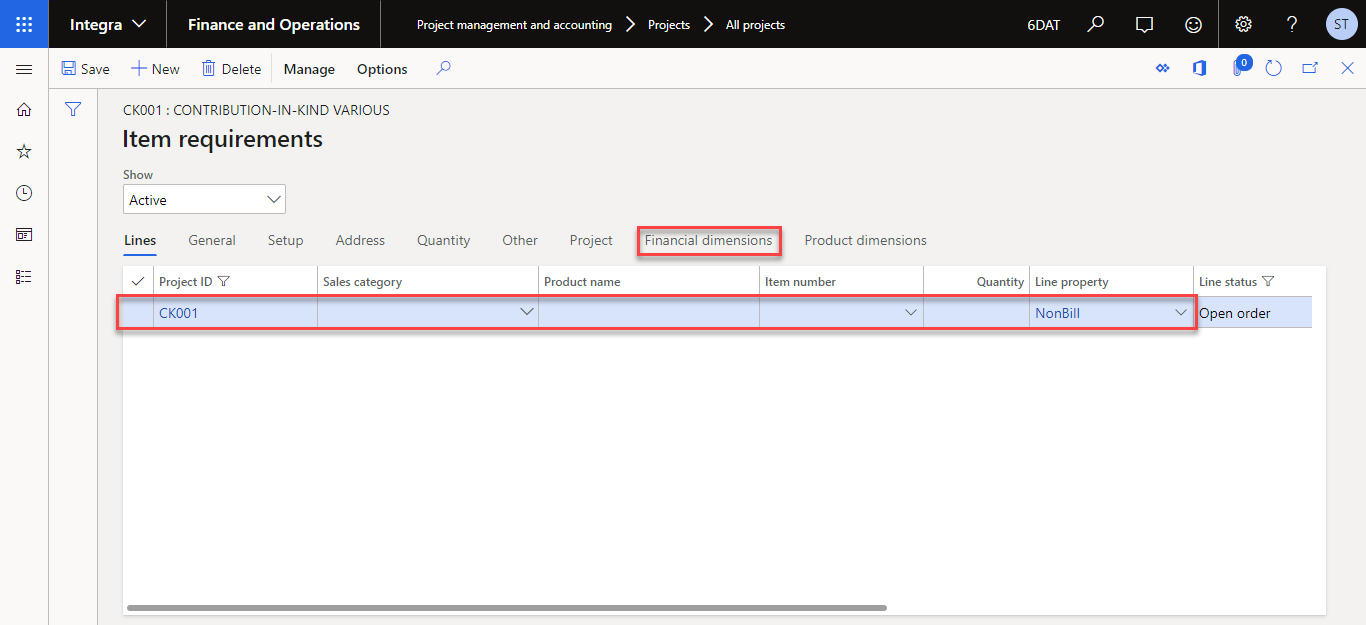 Integra Finance and Operations Project management and accounting Projects All projects 6DAT ST
Save New Delete Manage Options 0
CK001 : CONTRIBUTION-IN-KIND VARIOUS
Item requirements
Show
Active
Lines General Setup Address Quantity Other Project Financial dimensions Product dimensions
Project ID Sales category Product name Item number Quantity Line property Line status
CK001 NonBill Open order